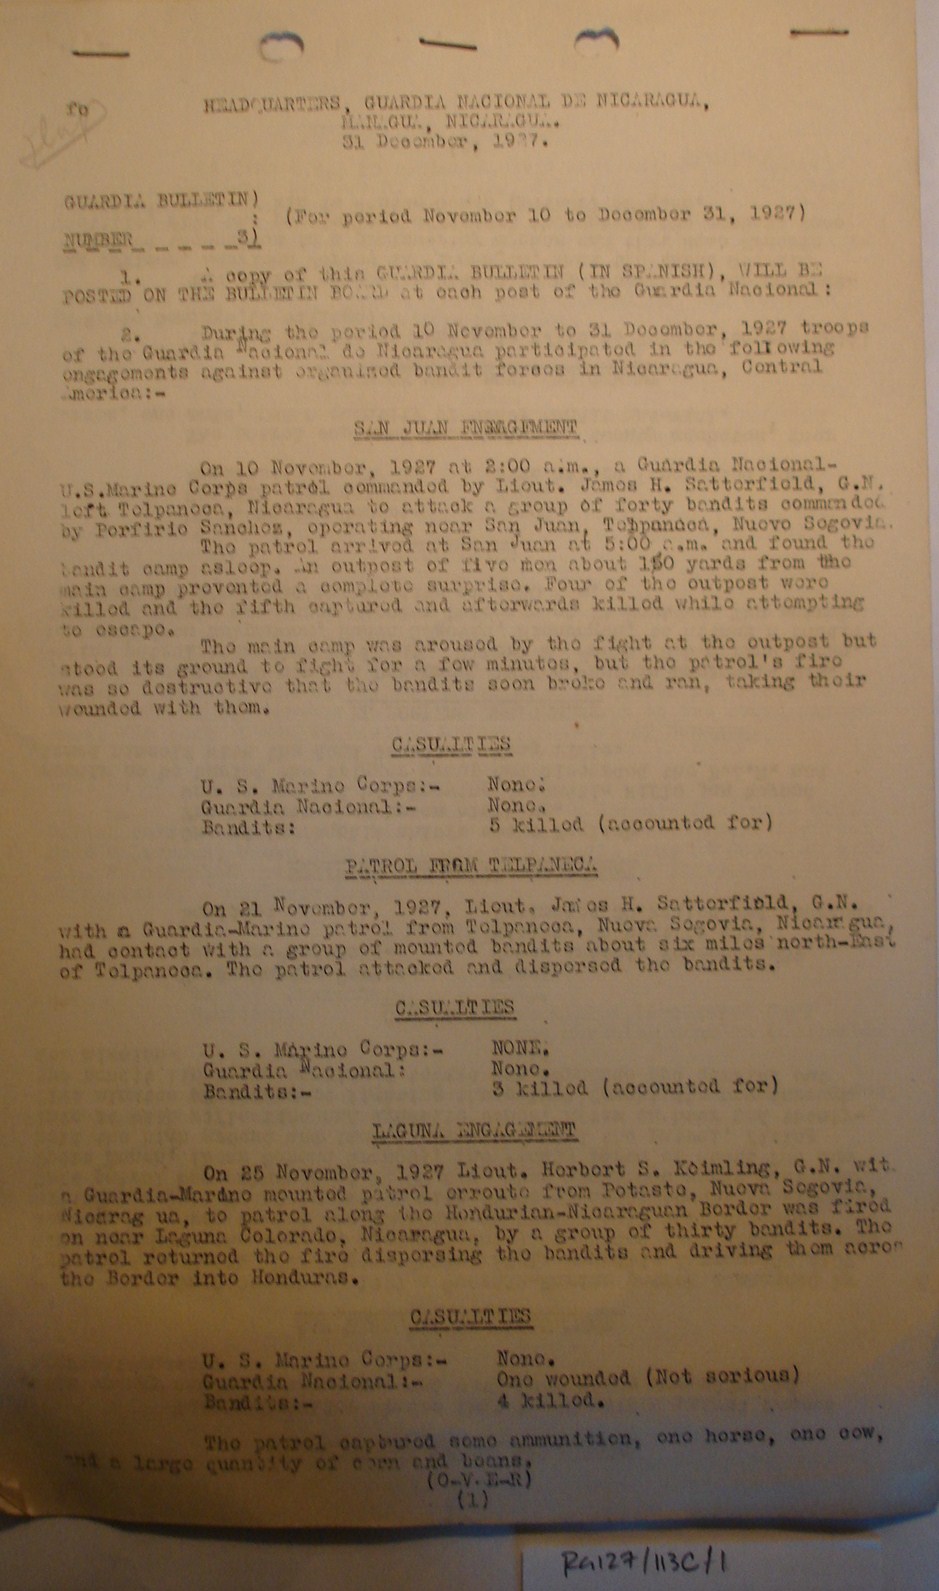 fo
HEADQUARTERS, GUARDIA NACIONAL DE NICARAGUA,
MANAGUA, NICARAGUA.
31 December, 1927.
GUARDIA BULLETIN)
: (For period November 10 to December 31, 1927)
NUMBER_ _ _ _ _3)
1. A copy of this GUARDIA BULLETIN (IN SPANISH), WILL BE
POSTED ON THE BULLETIN BOARD at each post of the Guardia Nacional:
2. During the period 10 November to 31 December, 1927 troops
of the Guardia Nacional de Nicaragua participated in the following
engagements against organized bandit forces in Nicaragua, Central
America:-
SAN JUAN ENGAGEMENT
On 10 November, 1927 at 2:00 a.m., a Guardia Nacional-
U.S.Marine Corps patrol commanded by Lieut. James H. Satterfield, G.N.
left Telpaneca, Nicaragua to attack a group of forty bandits commanded
by Porfirio Sanchez, operating near San Juan, Telpaneca, Nuevo Segovia.
The patrol arrived at San Juan at 5:00 a.m. and found the
bandit camp asleep. An outpost of five men about 150 yards from the
main camp prevented a complete surprise. Four of the outpost were
killed and the fifth captured and afterwards killed while attempting
to escape.
The main camp was aroused by the fight at the outpost but
stood its ground to fight for a few minutes, but the patrol's fire
was so destructive that the bandits soon broke and ran, taking their
wounded with them.
CASUALTIES
U. S. Marine Corps:- None.
Guardia Nacional:- None.
Bandits: 5 killed (accounted for)
PATROL FROM TELPANECA
On 21 November, 1927, Lieut. James H. Satterfield, G.N.
with a Guardia-Marine patrol from Telpaneca, Nueva Segovia, Nicaragua,
had contact with a group of mounted bandits about six miles north-East
of Telpaneca. The patrol attacked and dispersed the bandits.
CASUALTIES
U. S. Marine Corps:- NONE.
Guardia Nacional: None.
Bandits:- 3 killed (accounted for)
LAGUNA ENGAGEMENT
On 25 November, 1927 Lieut. Herbert S. Keimling, G.N. wit
a Guardia-Marine mounted patrol enroute from Potaste, Nueva Segovia,
Nicarag ua, to patrol along the Hondurian-Nicaraguan Border was fired
on near Laguna Colorado, Nicaragua, by a group of thirty bandits. The
patrol returned the fire dispersing the bandits and driving them acro
the Border into Honduras.
CASUALTIES
U. S. Marine Corps:- None.
Guardia Nacional:- One wounded (Not serious)
Bandits:- 4 killed.
The patrol captured some ammunition, one horse, one cow,
and a large quantity of corn and beans.
(O-V-E-R)
(1)
RG127/113C/1